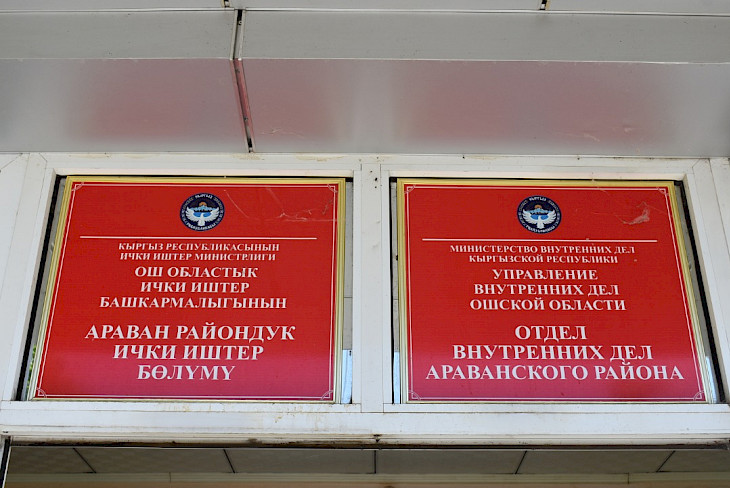 КЫРГЫЗ РЕСПУБЛИКАСЫНЫН
ИЧКИ ИШТЕР МИНИСТРЛИГИ
ОШ ОБЛАСТЫК
ИЧКИ ИШТЕР
БАШКАРМАЛЫГЫНЫН
АРАВАН РАЙОНДУК
ИЧКИ ИШТЕР
БӨЛҮМҮ
МИНИСТЕРСТВО ВНУТРЕННИХ ДЕЛ
КЫРГЫЗСКОЙ РЕСПУБЛИКИ
УПРАВЛЕНИЕ
ВНУТРЕННИХ ДЕЛ
ОШСКОЙ ОБЛАСТИ
ОТДЕЛ
ВНУТРЕННИХ ДЕЛ
АРАВАНСКОГО РАЙОНА